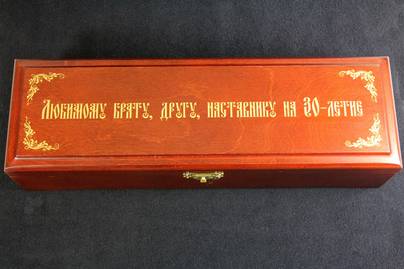 Любимому брату, другу, наставнику на 30-летие